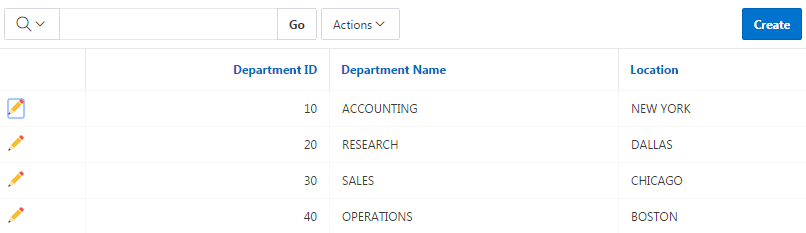 Go Actions Create
Department ID Department Name Location
10 ACCOUNTING NEW YORK
20 RESEARCH DALLAS
30 SALES CHICAGO
40 OPERATIONS BOSTON